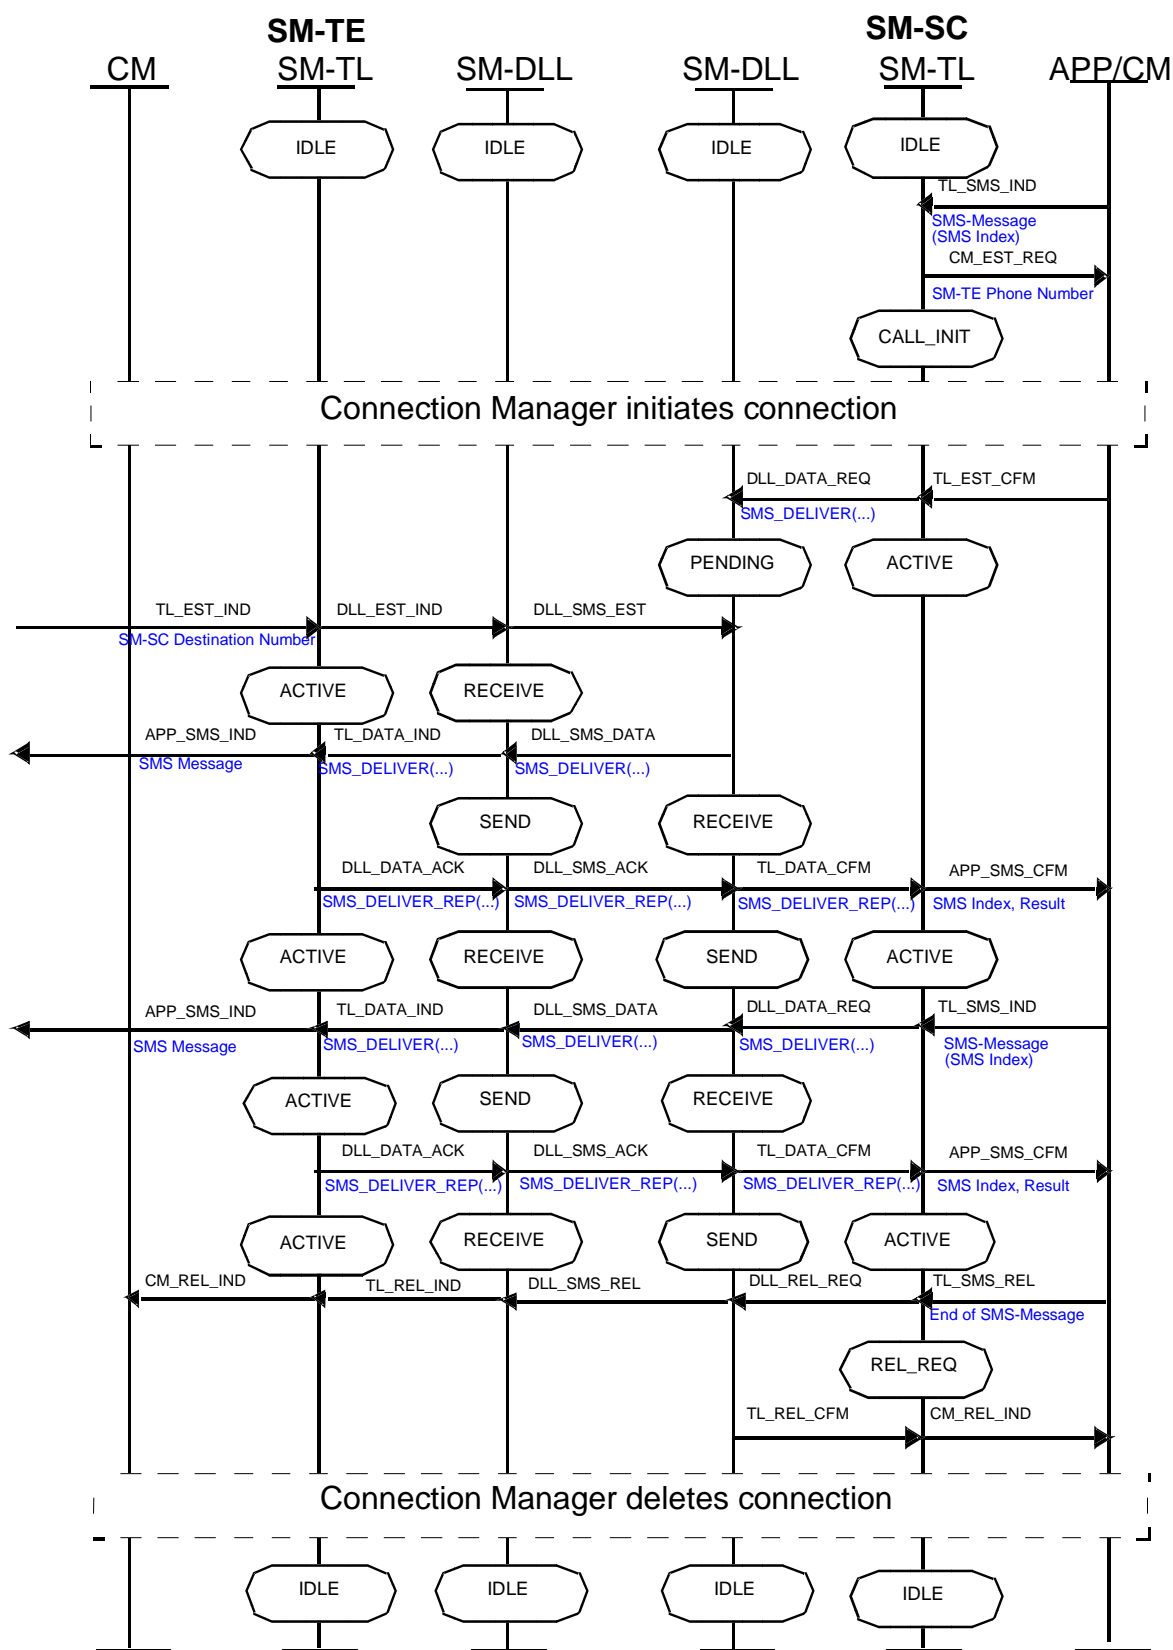 SM-TE SM-SC
CM SM-TL SM-DLL SM-DLL SM-TL APP/CM
IDLE IDLE IDLE IDLE
TL_SMS_IND
SMS-Message
(SMS Index)
CM_EST_REQ
SM-TE Phone Number
CALL_INIT
Connection Manager initiates connection
DLL_DATA_REQ TL_EST_CFM
SMS_DELIVER(...)
PENDING ACTIVE
TL_EST_IND DLL_EST_IND DLL_SMS_EST
SM-SC Destination Number
ACTIVE RECEIVE
APP_SMS_IND TL_DATA_IND DLL_SMS_DATA
SMS Message SMS_DELIVER(...) SMS_DELIVER(...)
SEND RECEIVE
DLL_DATA_ACK DLL_SMS_ACK TL_DATA_CFM APP_SMS_CFM
SMS_DELIVER_REP(...) SMS_DELIVER_REP(...) SMS_DELIVER_REP(...) SMS Index, Result
ACTIVE RECEIVE SEND ACTIVE
APP_SMS_IND TL_DATA_IND DLL_SMS_DATA DLL_DATA_REQ TL_SMS_IND
SMS Message SMS_DELIVER(...) SMS_DELIVER(...) SMS_DELIVER(...) SMS-Message
(SMS Index)
ACTIVE SEND RECEIVE
DLL_DATA_ACK DLL_SMS_ACK TL_DATA_CFM APP_SMS_CFM
SMS_DELIVER_REP(...) SMS_DELIVER_REP(...) SMS_DELIVER_REP(...) SMS Index, Result
ACTIVE RECEIVE SEND ACTIVE
CM_REL_IND TL_REL_IND DLL_SMS_REL DLL_REL_REQ TL_SMS_REL
End of SMS-Message
REL_REQ
TL_REL_CFM CM_REL_IND
Connection Manager deletes connection
IDLE IDLE IDLE IDLE